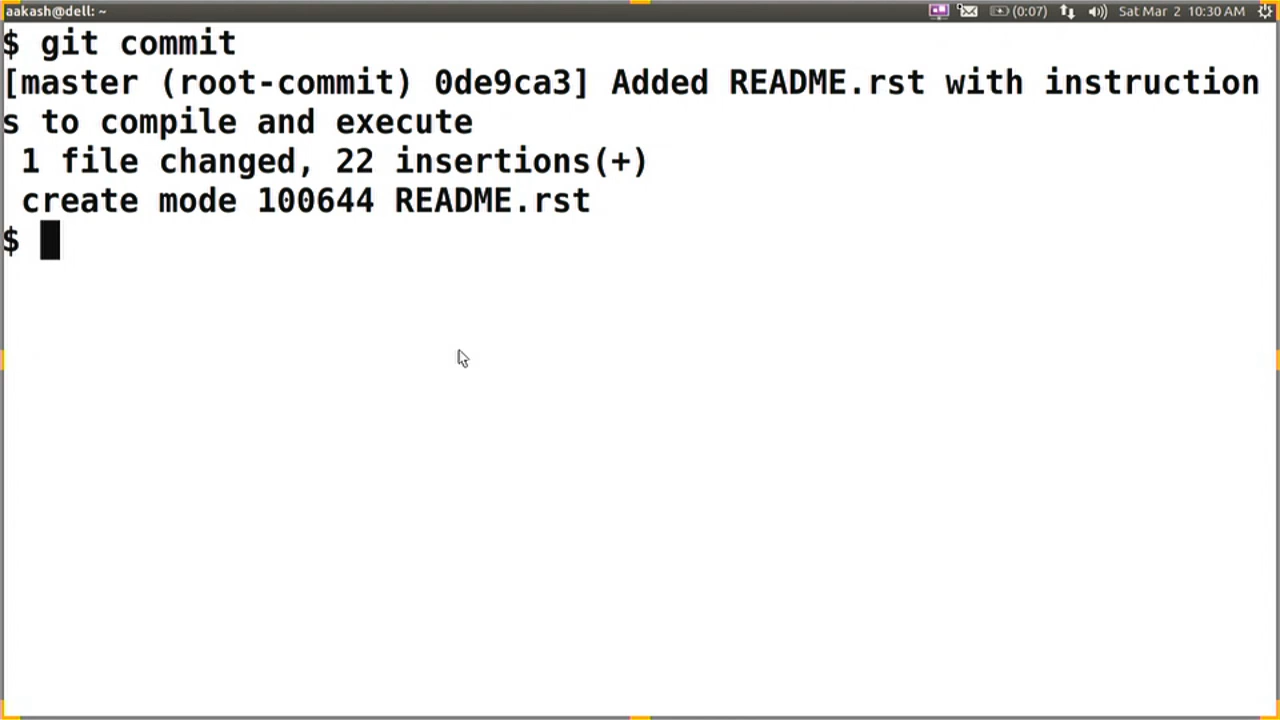 aakash@dell: ~
(0:07)
Sat Mar 2 10:30 AM
$ git commit
[master (root-commit) 0de9ca3] Added README.rst with instruction
s to compile and execute
1 file changed, 22 insertions(+)
create mode 100644 README.rst
$